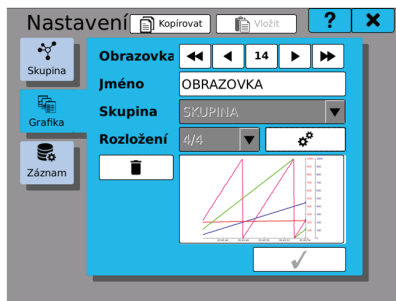 Nastavení Kopírovat Vložit ? X
Skupina
Grafika
Záznam
Obrazovka 14
Jméno OBRAZOVKA
Skupina SKUPINA
Rozložení 4/4